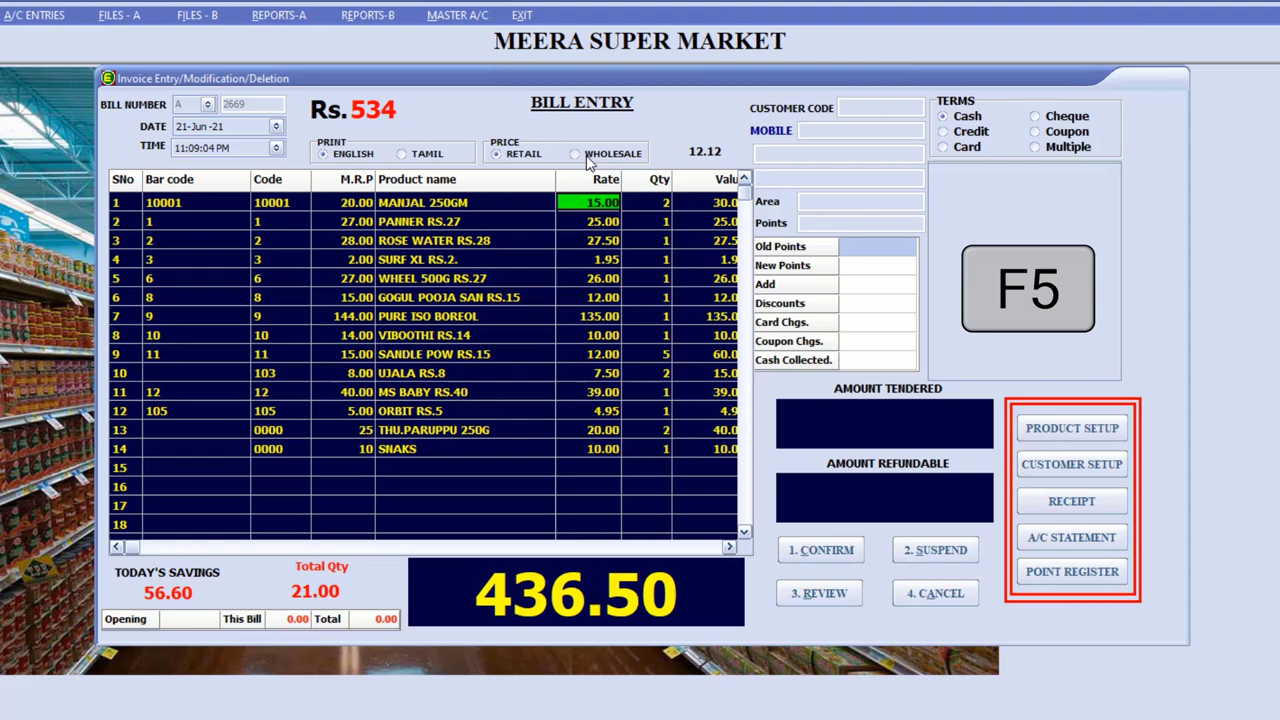 A/C ENTRIES FILES - A FILES - B REPORTS-A REPORTS-B MASTER A/C EXIT
MEERA SUPER MARKET
Invoice Entry/Modification/Deletion
BILL NUMBER A 2669
DATE 21-Jun -21
TIME 11:09:04 PM
Rs. 534
BILL ENTRY
PRINT
ENGLISH TAMIL
PRICE
RETAIL WHOLESALE
12.12
CUSTOMER CODE
MOBILE
Area
Points
TERMS
Cash Cheque
Credit Coupon
Card Multiple
SNo Bar code Code M.R.P Product name Rate Qty Valu
1 10001 10001 20.00 MANJAL 250GM 15.00 2 30.0
2 1 1 27.00 PANNER RS.27 25.00 1 25.0
3 2 2 28.00 ROSE WATER RS.28 27.50 1 27.5
4 3 3 2.00 SURF XL RS.2. 1.95 1 1.9
5 6 6 27.00 WHEEL 500G RS.27 26.00 1 26.0
6 8 8 15.00 GOGUL POOJA SAN RS.15 12.00 1 12.0
7 9 9 144.00 PURE ISO BOREOL 135.00 1 135.0
8 10 10 14.00 VIBOOTHI RS.14 10.00 1 10.0
9 11 11 15.00 SANDLE POW RS.15 12.00 5 60.0
10 103 8.00 UJALA RS.8 7.50 2 15.0
11 12 12 40.00 MS BABY RS.40 39.00 1 39.0
12 105 105 5.00 ORBIT RS.5 4.95 1 4.9
13 0000 25 THU.PARUPPU 250G 20.00 2 40.0
14 0000 10 SNAKS 10.00 1 10.0
15
16
17
18
Old Points
New Points
Add
Discounts
Card Chgs.
Coupon Chgs.
Cash Collected.
F5
AMOUNT TENDERED
AMOUNT REFUNDABLE
PRODUCT SETUP
CUSTOMER SETUP
RECEIPT
A/C STATEMENT
POINT REGISTER
1. CONFIRM 2. SUSPEND
3. REVIEW 4. CANCEL
TODAY'S SAVINGS
56.60
Total Qty
21.00
436.50
Opening This Bill 0.00 Total 0.00